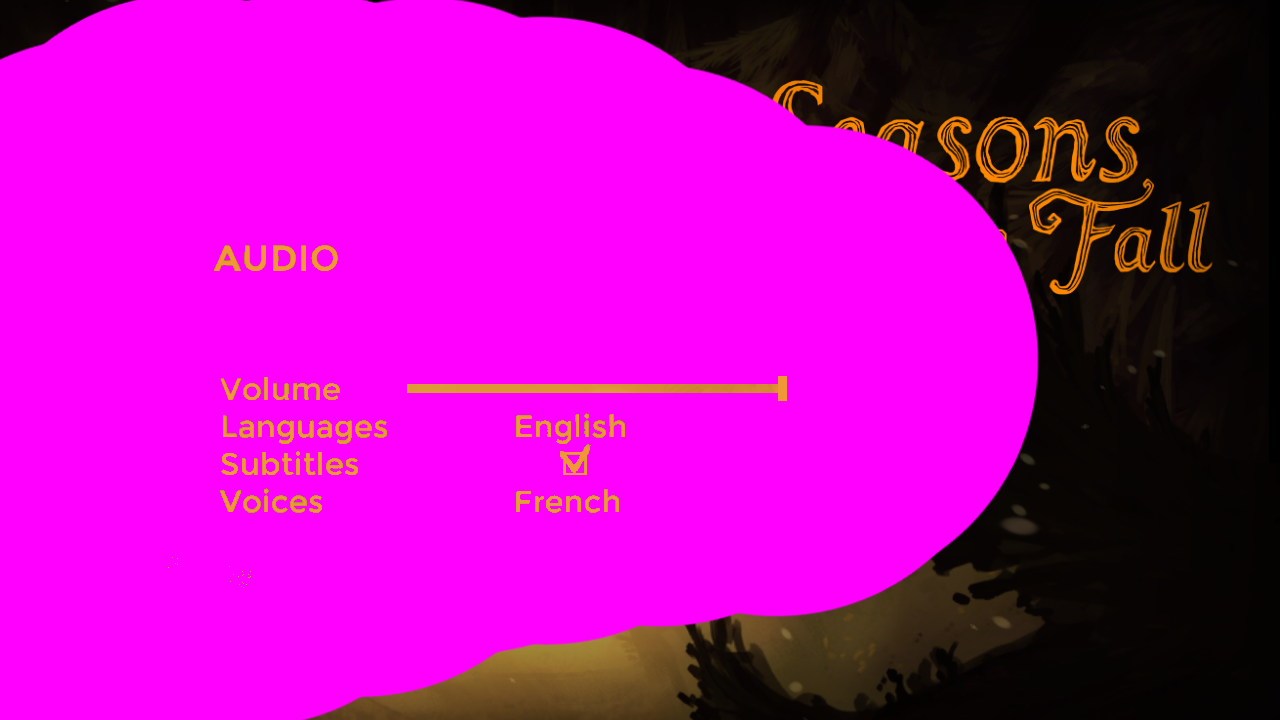 Seasons
Fall
AUDIO
Volume
Languages English
Subtitles
Voices French